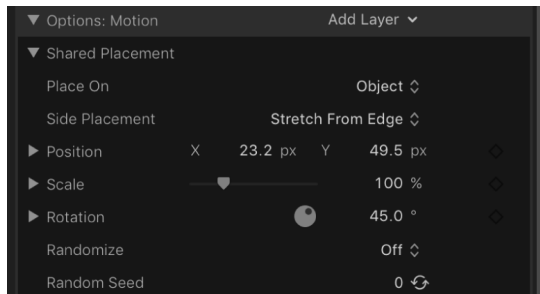 Options: Motion Add Layer
Shared Placement
Place On Object
Side Placement Stretch From Edge
Position X 23.2 px Y 49.5 px
Scale 100 %
Rotation 45.0 °
Randomize Off
Random Seed 0